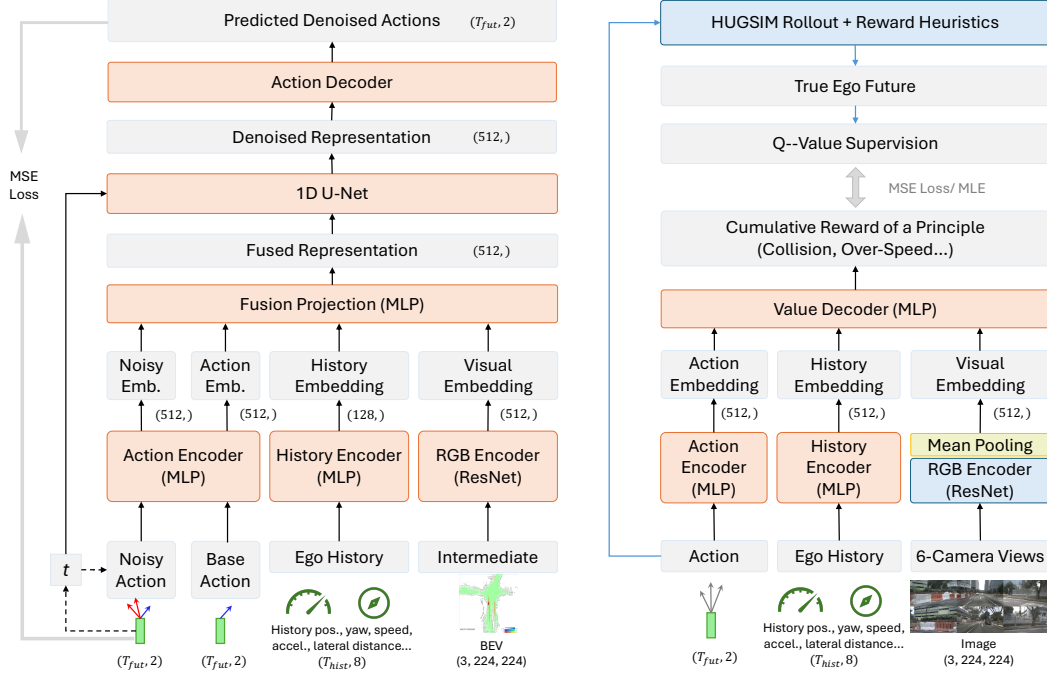 Predicted Denoised Actions
(T_fut, 2)
Action Decoder
Denoised Representation
(512,)
MSE
Loss
1D U-Net
Fused Representation
(512,)
Fusion Projection (MLP)
Noisy
Emb.
Action
Emb.
History
Embedding
Visual
Embedding
(512,)
(512,)
(128,)
(512,)
Action Encoder
(MLP)
History Encoder
(MLP)
RGB Encoder
(ResNet)
t
Noisy
Action
Base
Action
Ego History
Intermediate
History pos., yaw, speed,
accel., lateral distance...
(T_hist, 8)
(T_fut, 2)
(T_fut, 2)
BEV
(3, 224, 224)
HUGSIM Rollout + Reward Heuristics
True Ego Future
Q--Value Supervision
MSE Loss/ MLE
Cumulative Reward of a Principle
(Collision, Over-Speed...)
Value Decoder (MLP)
Action
Embedding
History
Embedding
Visual
Embedding
(512,)
(512,)
(512,)
Action
Encoder
(MLP)
History
Encoder
(MLP)
Mean Pooling
RGB Encoder
(ResNet)
Action
Ego History
6-Camera Views
(T_fut, 2)
History pos., yaw, speed,
accel., lateral distance...
(T_hist, 8)
Image
(3, 224, 224)